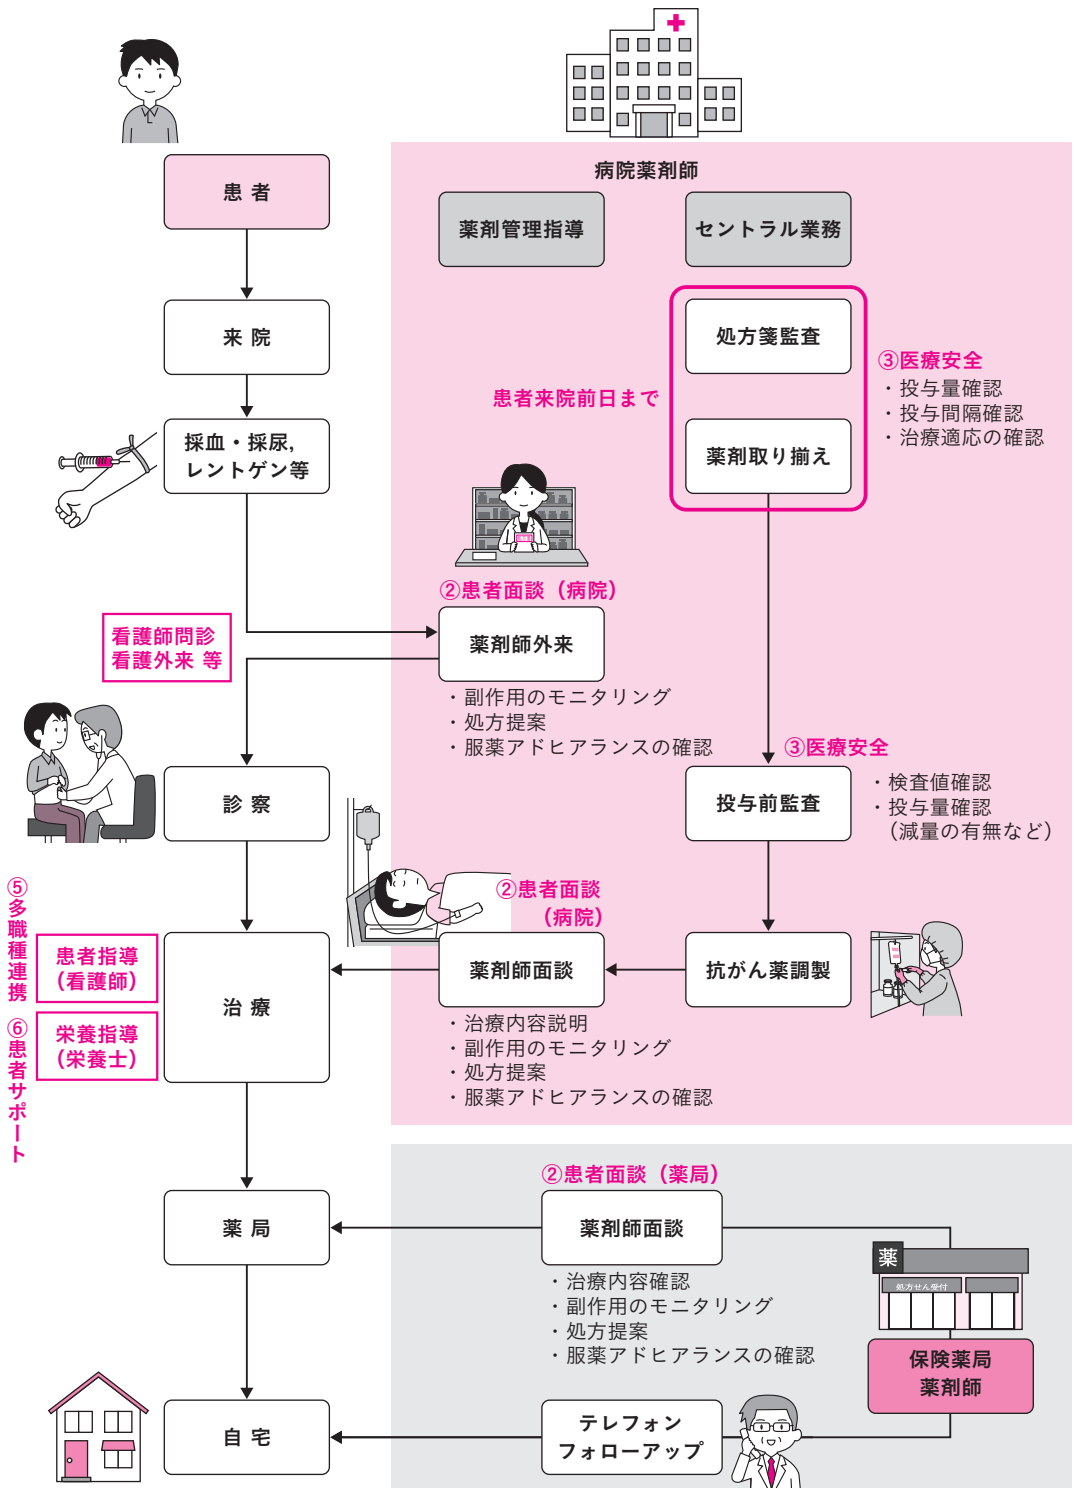 患者
病院薬剤師
薬剤管理指導
セントラル業務
来院
処方箋監査
③医療安全
・投与量確認
・投与間隔確認
・治療適応の確認
患者来院前日まで
採血・採尿,
レントゲン等
薬剤取り揃え
②患者面談（病院）
看護師問診
看護外来 等
薬剤師外来
・副作用のモニタリング
・処方提案
・服薬アドヒアランスの確認
③医療安全
診察
投与前監査
・検査値確認
・投与量確認
（減量の有無など）
⑤多職種連携
⑥患者サポート
②患者面談
（病院）
患者指導
（看護師）
栄養指導
（栄養士）
治療
薬剤師面談
抗がん薬調製
・治療内容説明
・副作用のモニタリング
・処方提案
・服薬アドヒアランスの確認
②患者面談（薬局）
薬局
薬剤師面談
・治療内容確認
・副作用のモニタリング
・処方提案
・服薬アドヒアランスの確認
薬
処方せん受付
保険薬局
薬剤師
自宅
テレフォン
フォローアップ